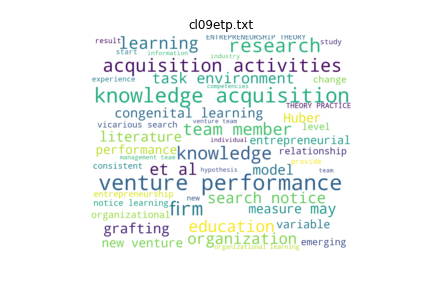 cl09etp.txt
result
ENTREPRENEURSHIP THEORY
learning
research
study
start
information
industry
acquisition activities
experience
task environment
change
competencies
knowledge acquisition
THEORY PRACTICE
congenital learning
Huber
vicarious search
venture team
team member
level
literature
individual
entrepreneurial
performance
knowledge
relationship
management team
consistent
et al
hypothesis
model
provide
team
venture performance
entrepreneurship
new
search notice
notice learning
firm
measure may
organizational
grafting
education
variable
new venture
organization
emerging
organizational learning